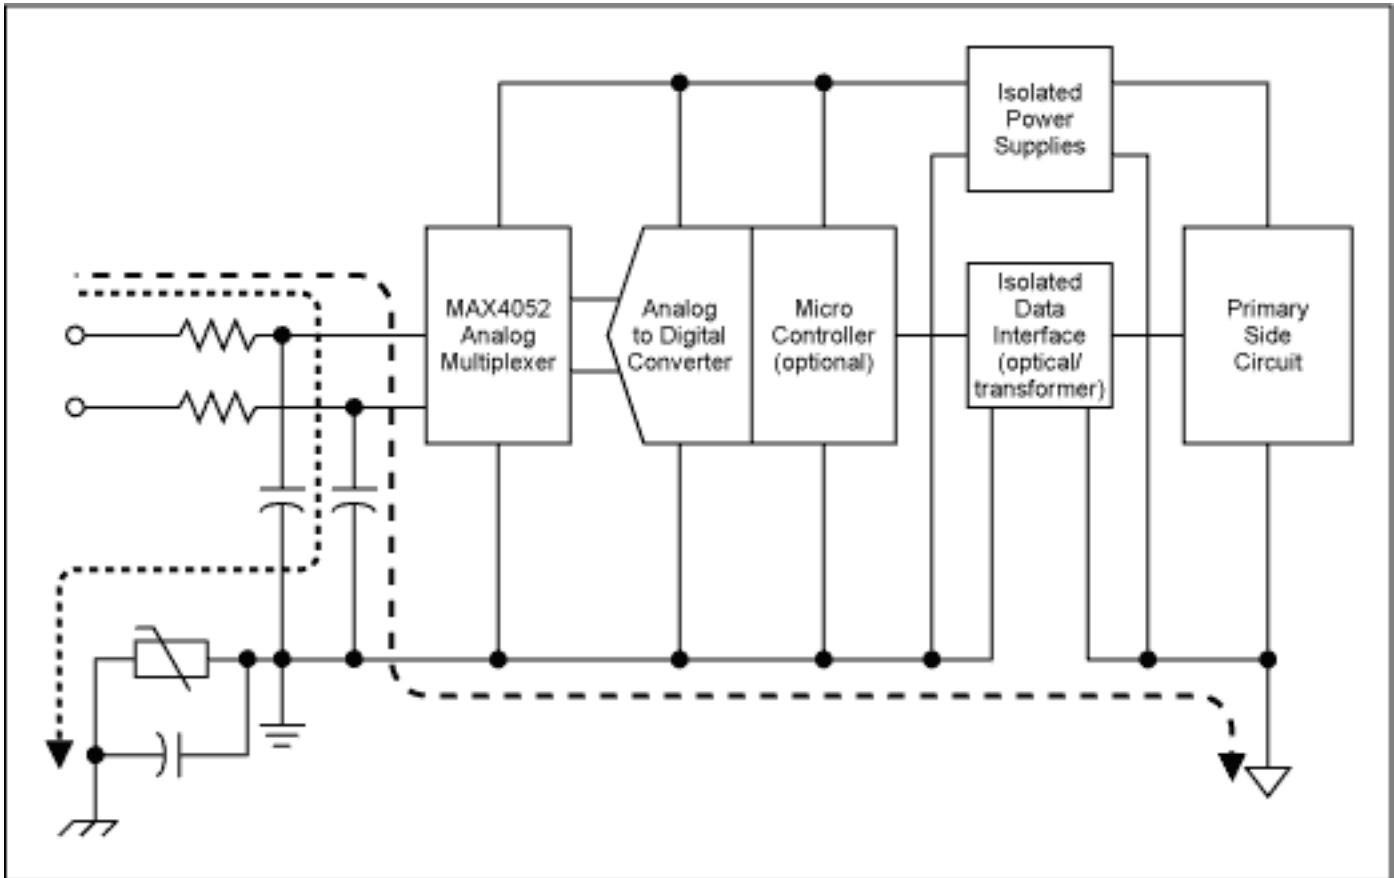 Isolated
Power
Supplies
MAX4052
Analog
Multiplexer
Analog
to Digital
Converter
Micro
Controller
(optional)
Isolated
Data
Interface
(optical/
transformer)
Primary
Side
Circuit